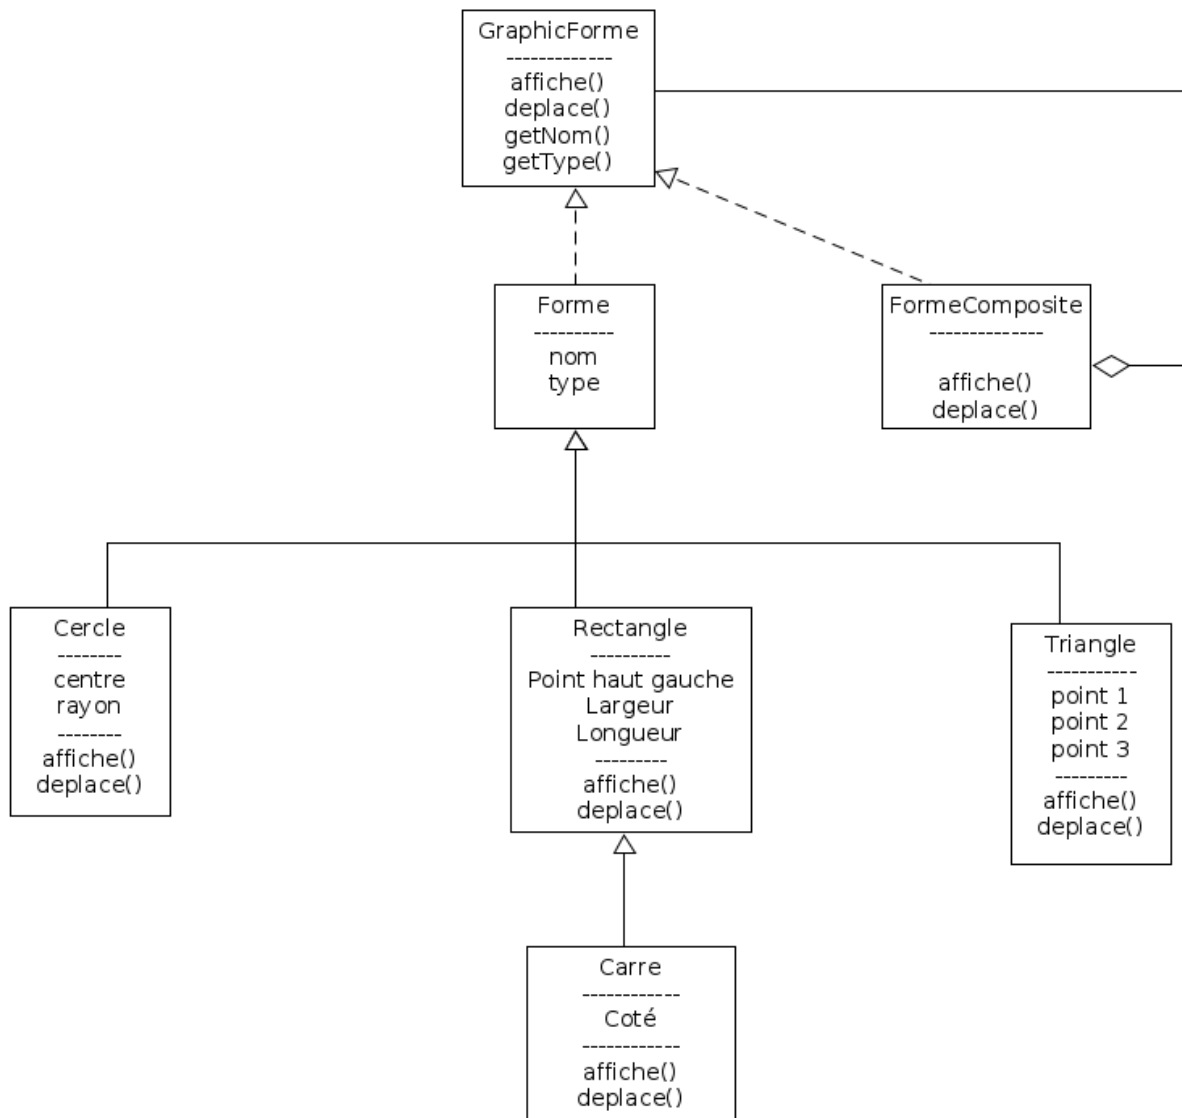 GraphicForme
-------------
affiche()
deplace()
getNom()
getType()
Forme
----------
nom
type
FormeComposite
--------------
affiche()
deplace()
Cercle
--------
centre
rayon
--------
affiche()
deplace()
Rectangle
----------
Point haut gauche
Largeur
Longueur
---------
affiche()
deplace()
Triangle
-----------
point 1
point 2
point 3
---------
affiche()
deplace()
Carre
------------
Coté
------------
affiche()
deplace()